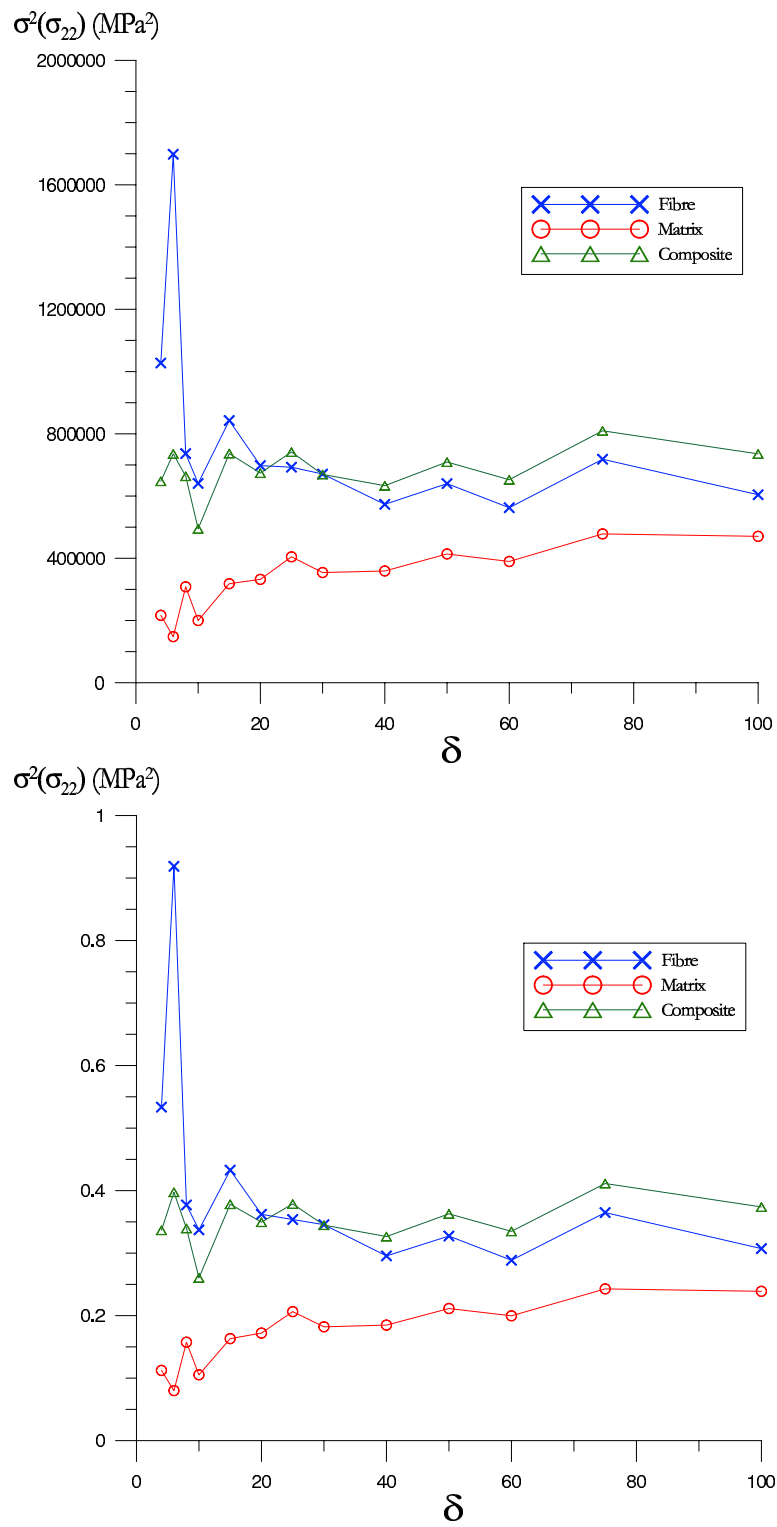 σ²(σ₂₂) (MPa²)
2000000
1600000
1200000
800000
400000
0
Fibre
Matrix
Composite
0 20 40 60 80 100
δ
σ²(σ₂₂) (MPa²)
1
0.8
0.6
0.4
0.2
0
Fibre
Matrix
Composite
0 20 40 60 80 100
δ